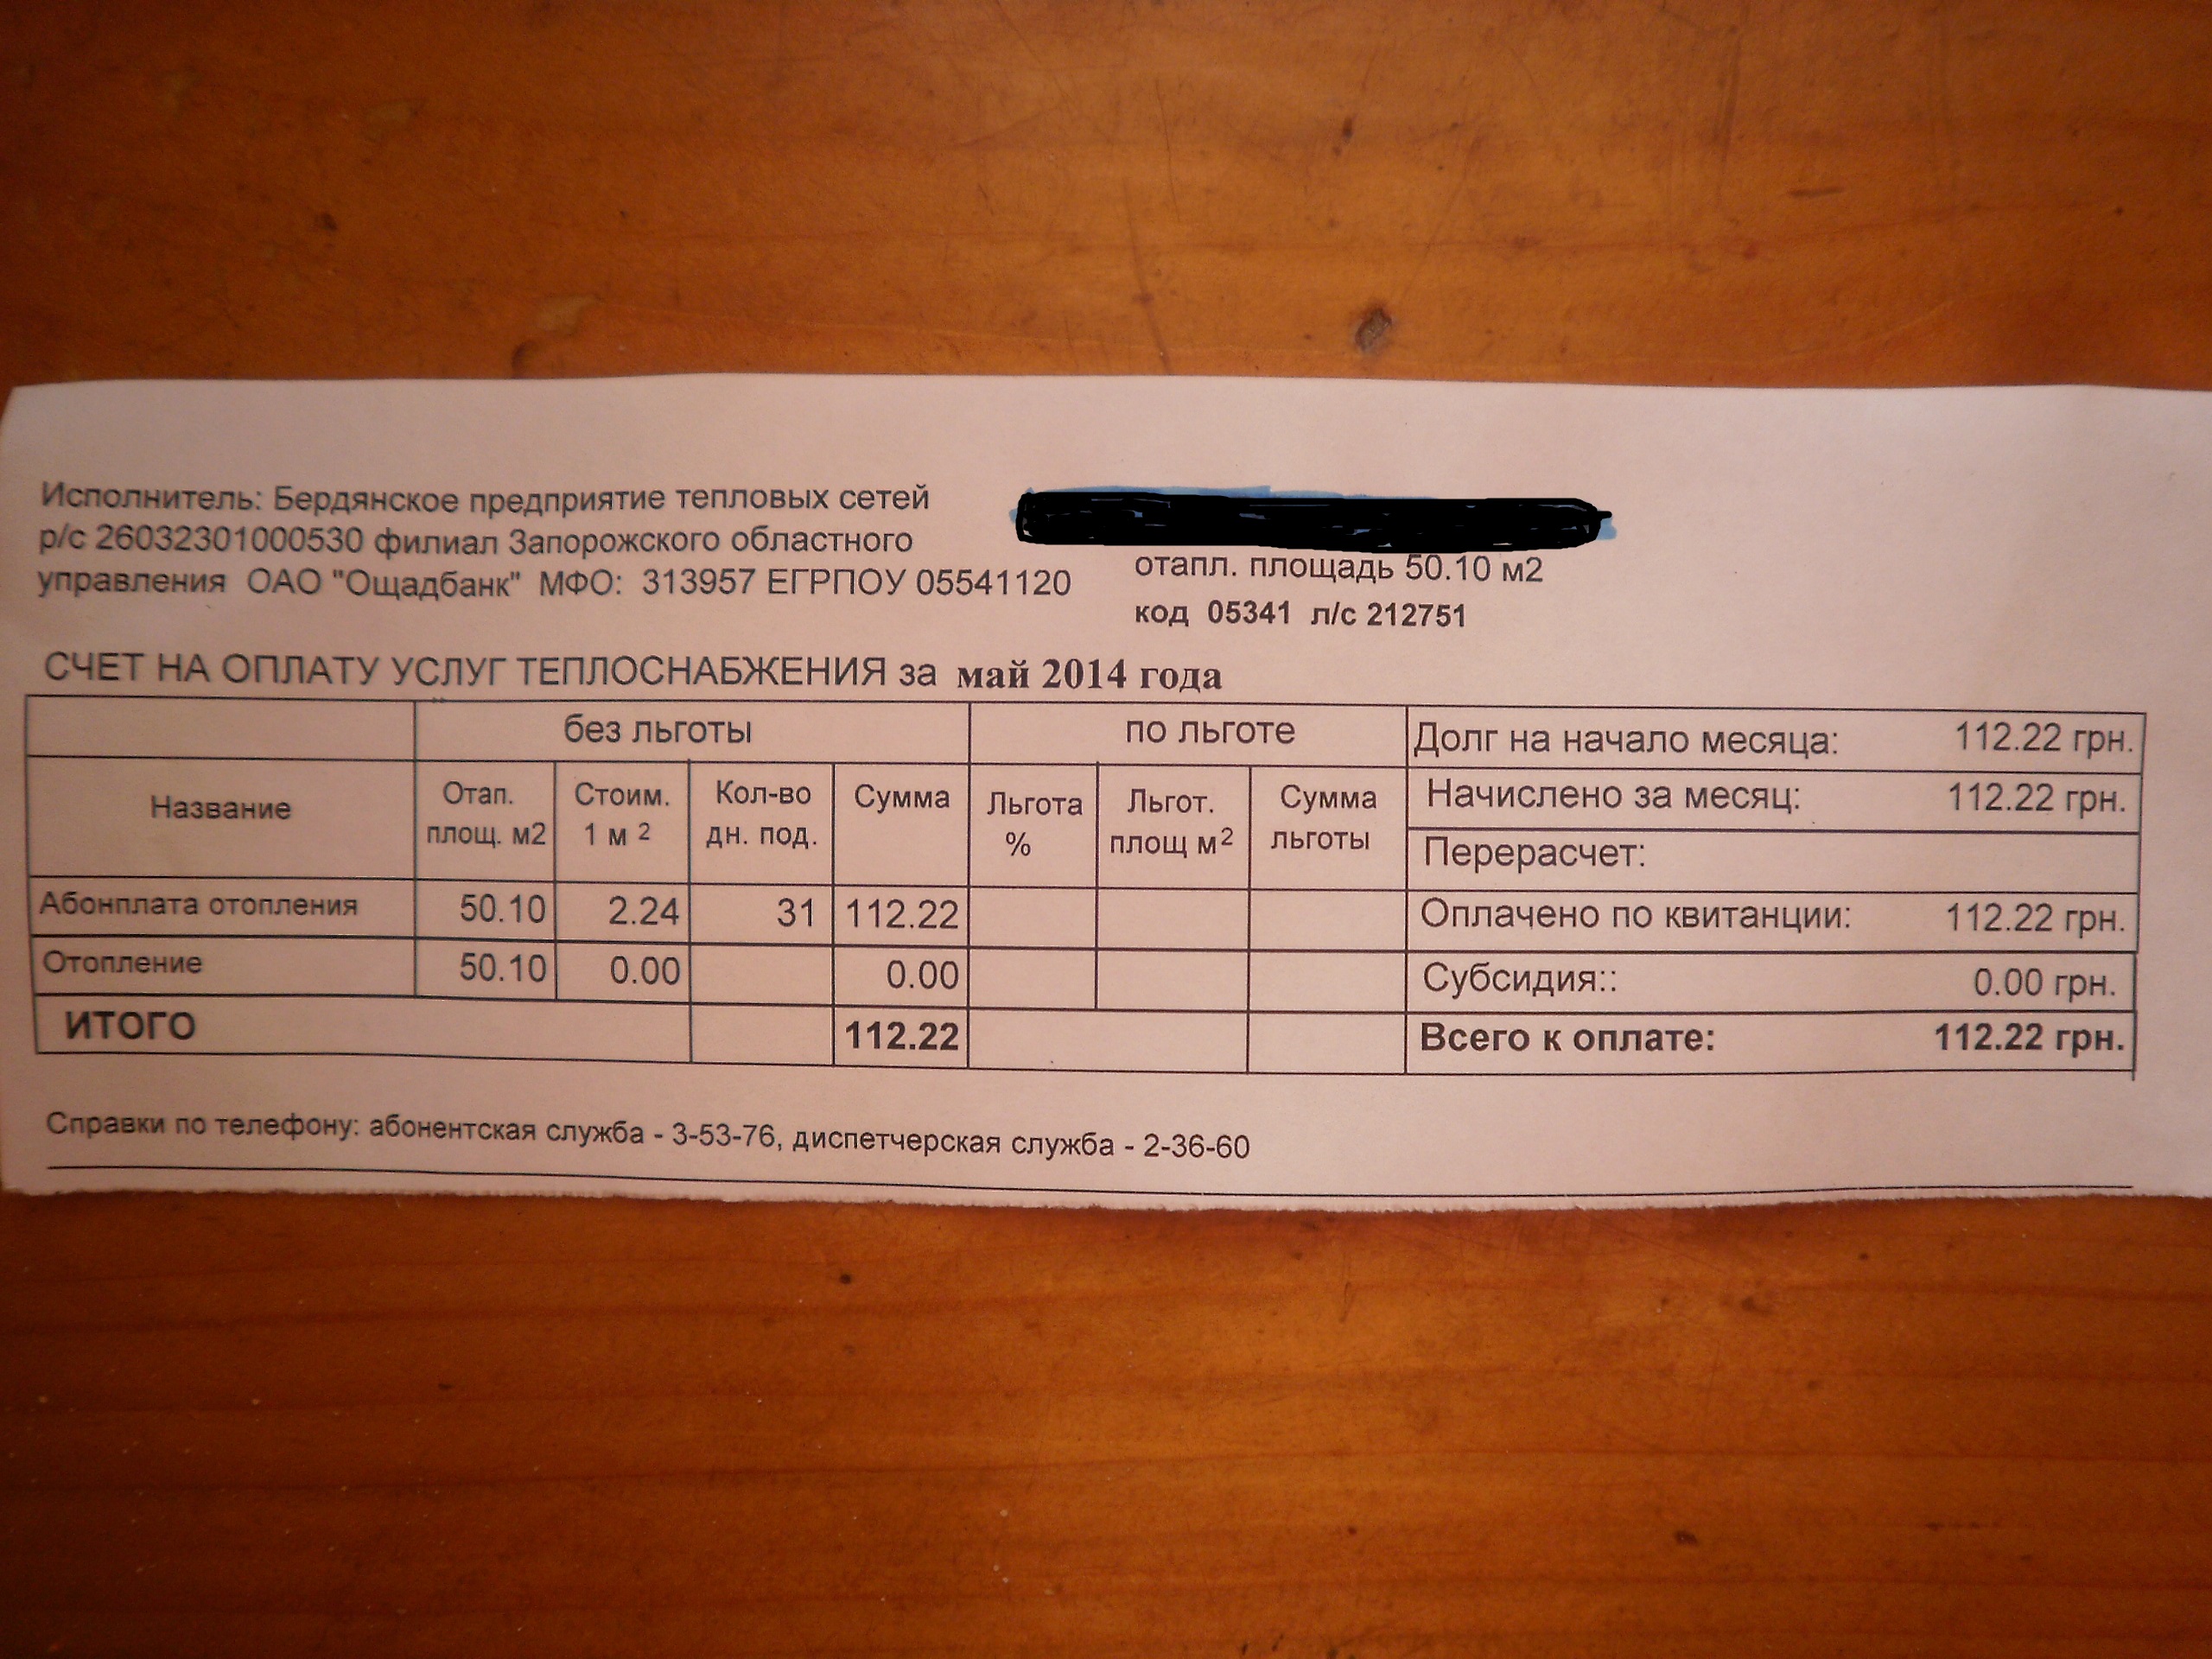 Исполнитель: Бердянское предприятие тепловых сетей
р/с 26032301000530 филиал Запорожского областного
управления ОАО "Ощадбанк" МФО: 313957 ЕГРПОУ 05541120
отапл. площадь 50.10 м2
код 05341 л/с 212751
СЧЕТ НА ОПЛАТУ УСЛУГ ТЕПЛОСНАБЖЕНИЯ за май 2014 года
без льготы по льготе Долг на начало месяца: 112.22 грн.
Название Отап. площ. м2 Стоим. 1 м 2 Кол-во дн. под. Сумма Льгота % Льгот. площ м2 Сумма льготы Начислено за месяц: 112.22 грн.
Перерасчет:
Абонплата отопления 50.10 2.24 31 112.22 Оплачено по квитанции: 112.22 грн.
Отопление 50.10 0.00 0.00 Субсидия:: 0.00 грн.
ИТОГО 112.22 Всего к оплате: 112.22 грн.
Справки по телефону: абонентская служба - 3-53-76, диспетчерская служба - 2-36-60